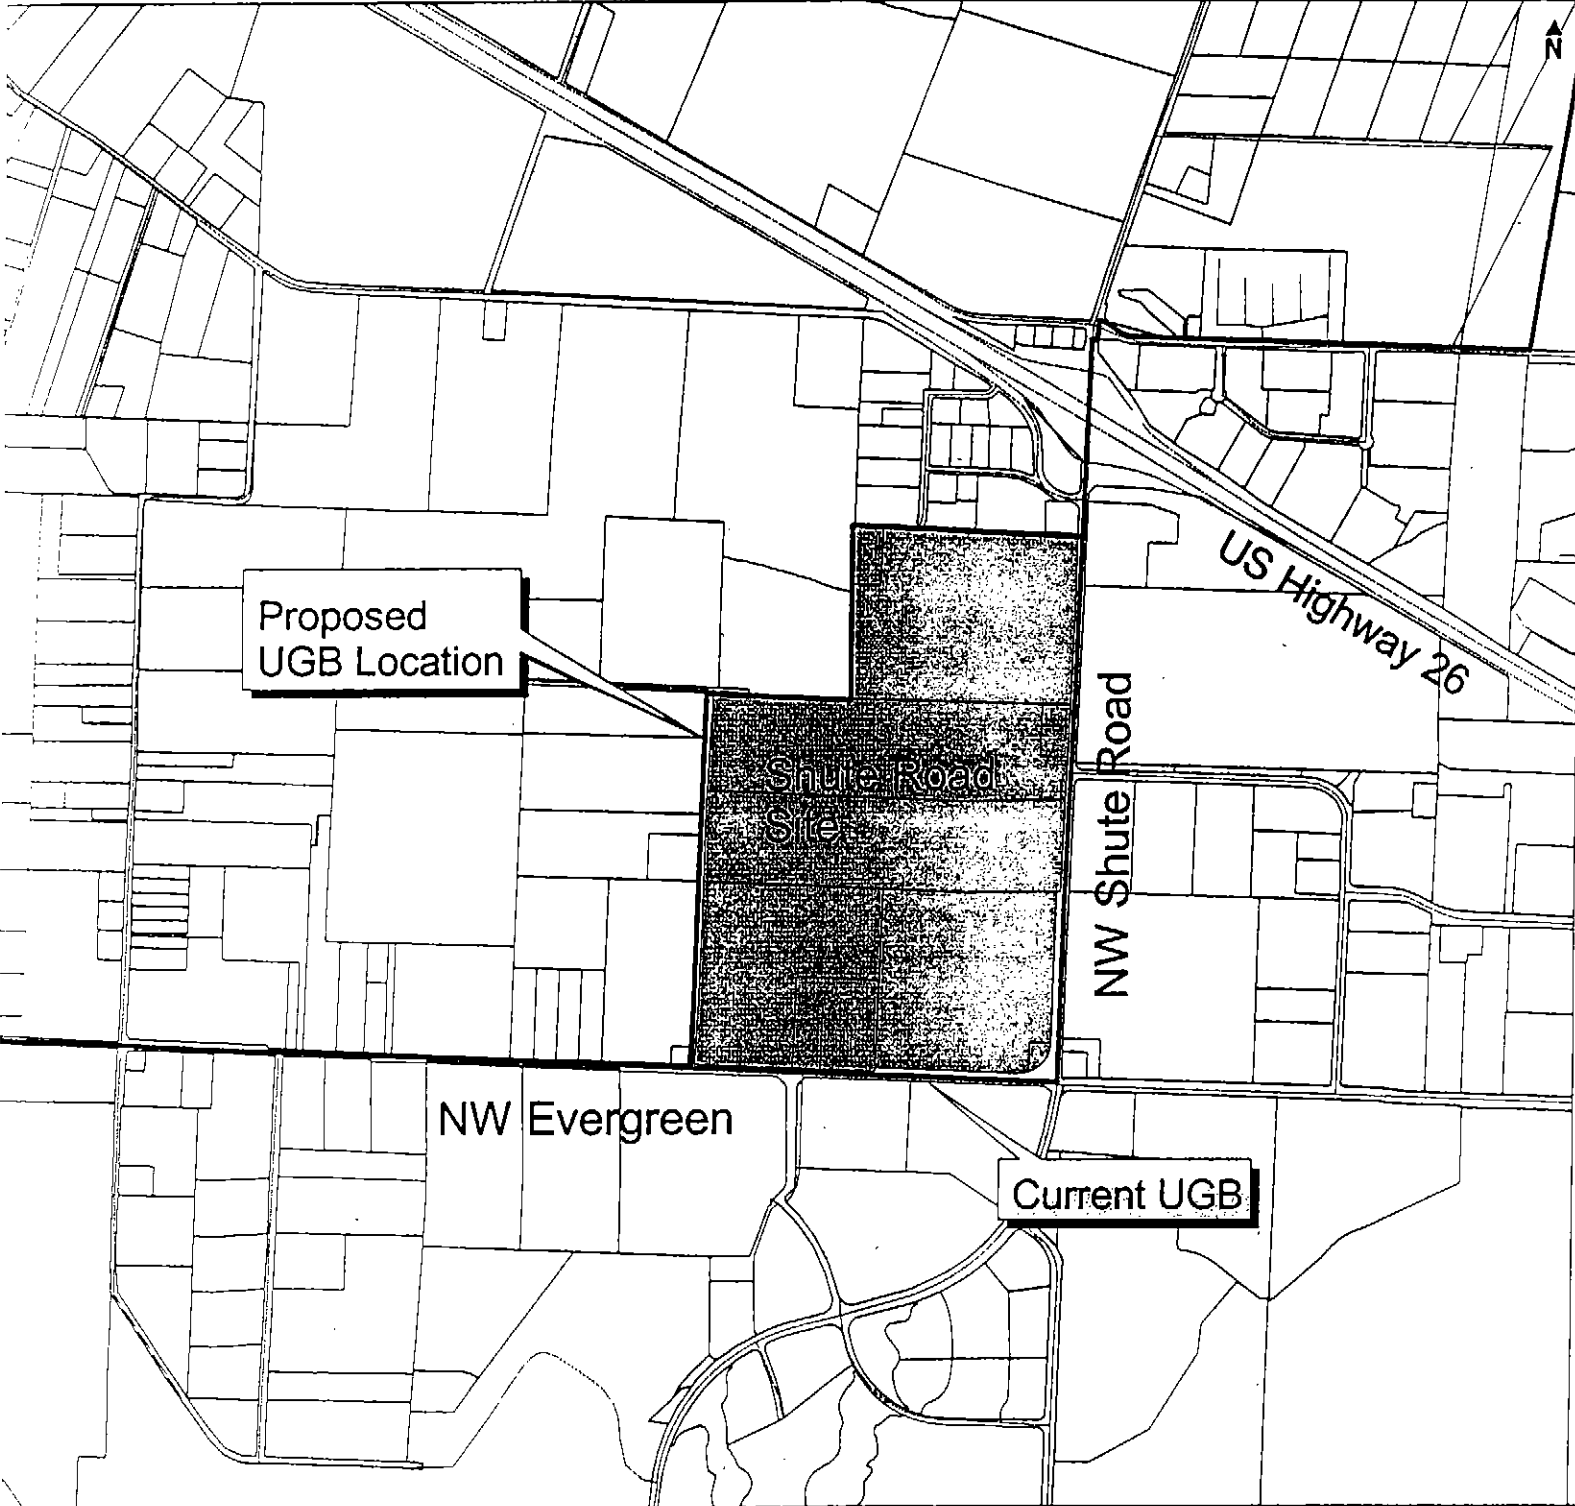 N
US Highway 26
Proposed
UGB Location
NW Shute Road
Shute Road
Site
NW Evergreen
Current UGB